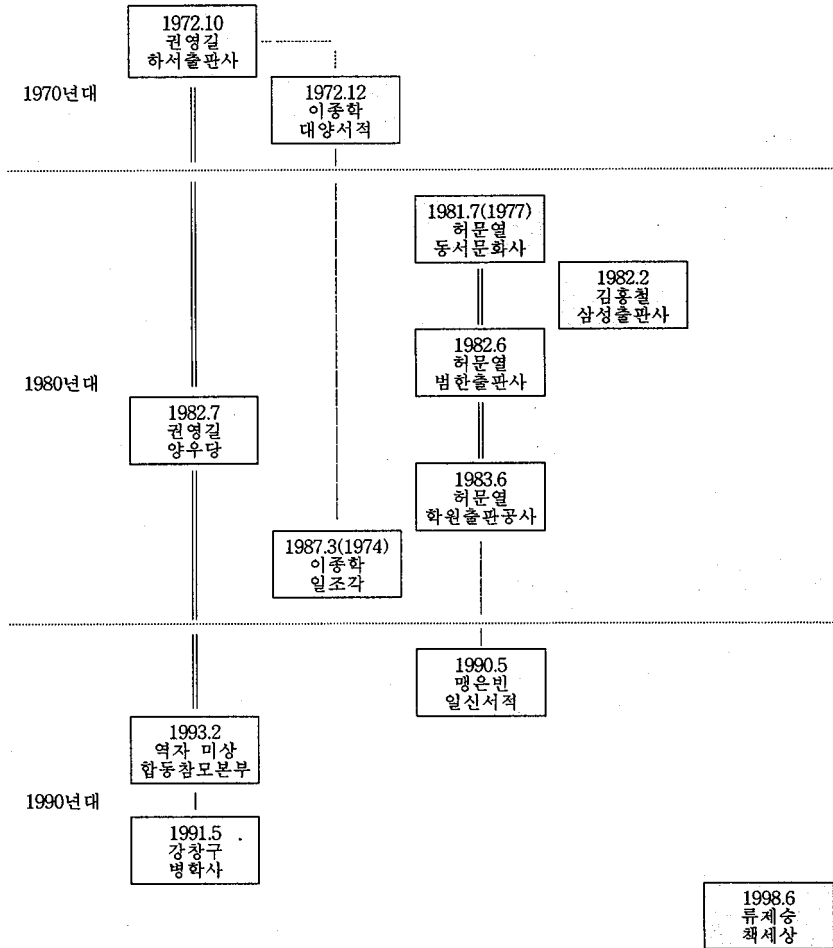 1972.10
권영길
하서출판사
1970년대
1972.12
이종학
대양서적
1981.7(1977)
허문열
동서문화사
1982.2
김홍철
삼성출판사
1982.6
허문열
범한출판사
1980년대
1982.7
권영길
양우당
1983.6
허문열
학원출판공사
1987.3(1974)
이종학
일조각
1990.5
맹은빈
일신서적
1993.2
역자 미상
합동참모본부
1990년대
1991.5
강창구
병학사
1998.6
류제승
책세상